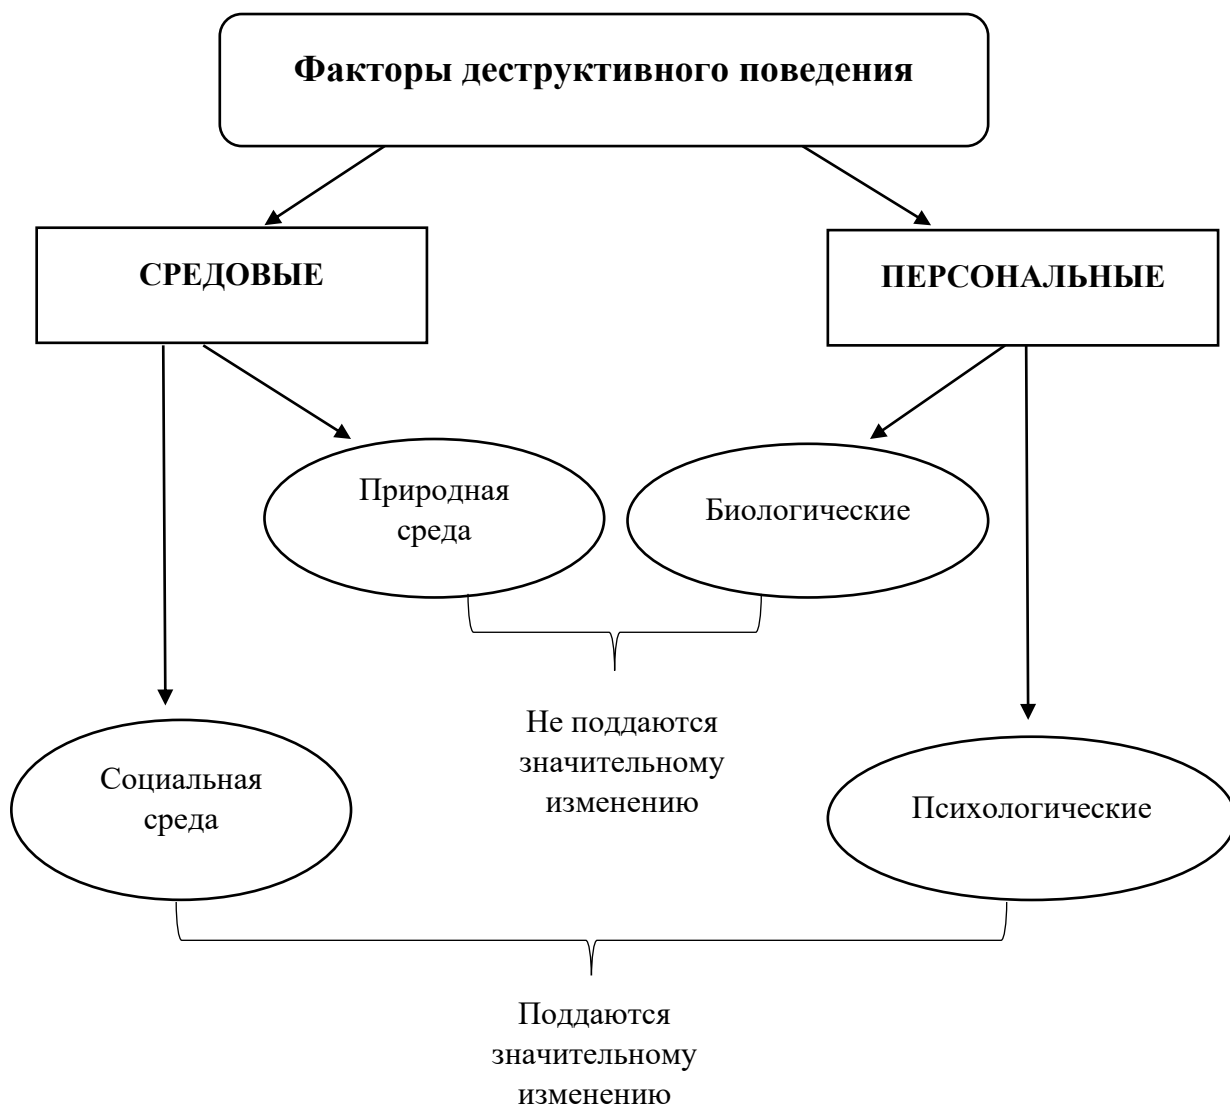 Факторы деструктивного поведения
СРЕДОВЫЕ
ПЕРСОНАЛЬНЫЕ
Природная
среда
Биологические
Не поддаются
значительному
изменению
Социальная
среда
Психологические
Поддаются
значительному
изменению